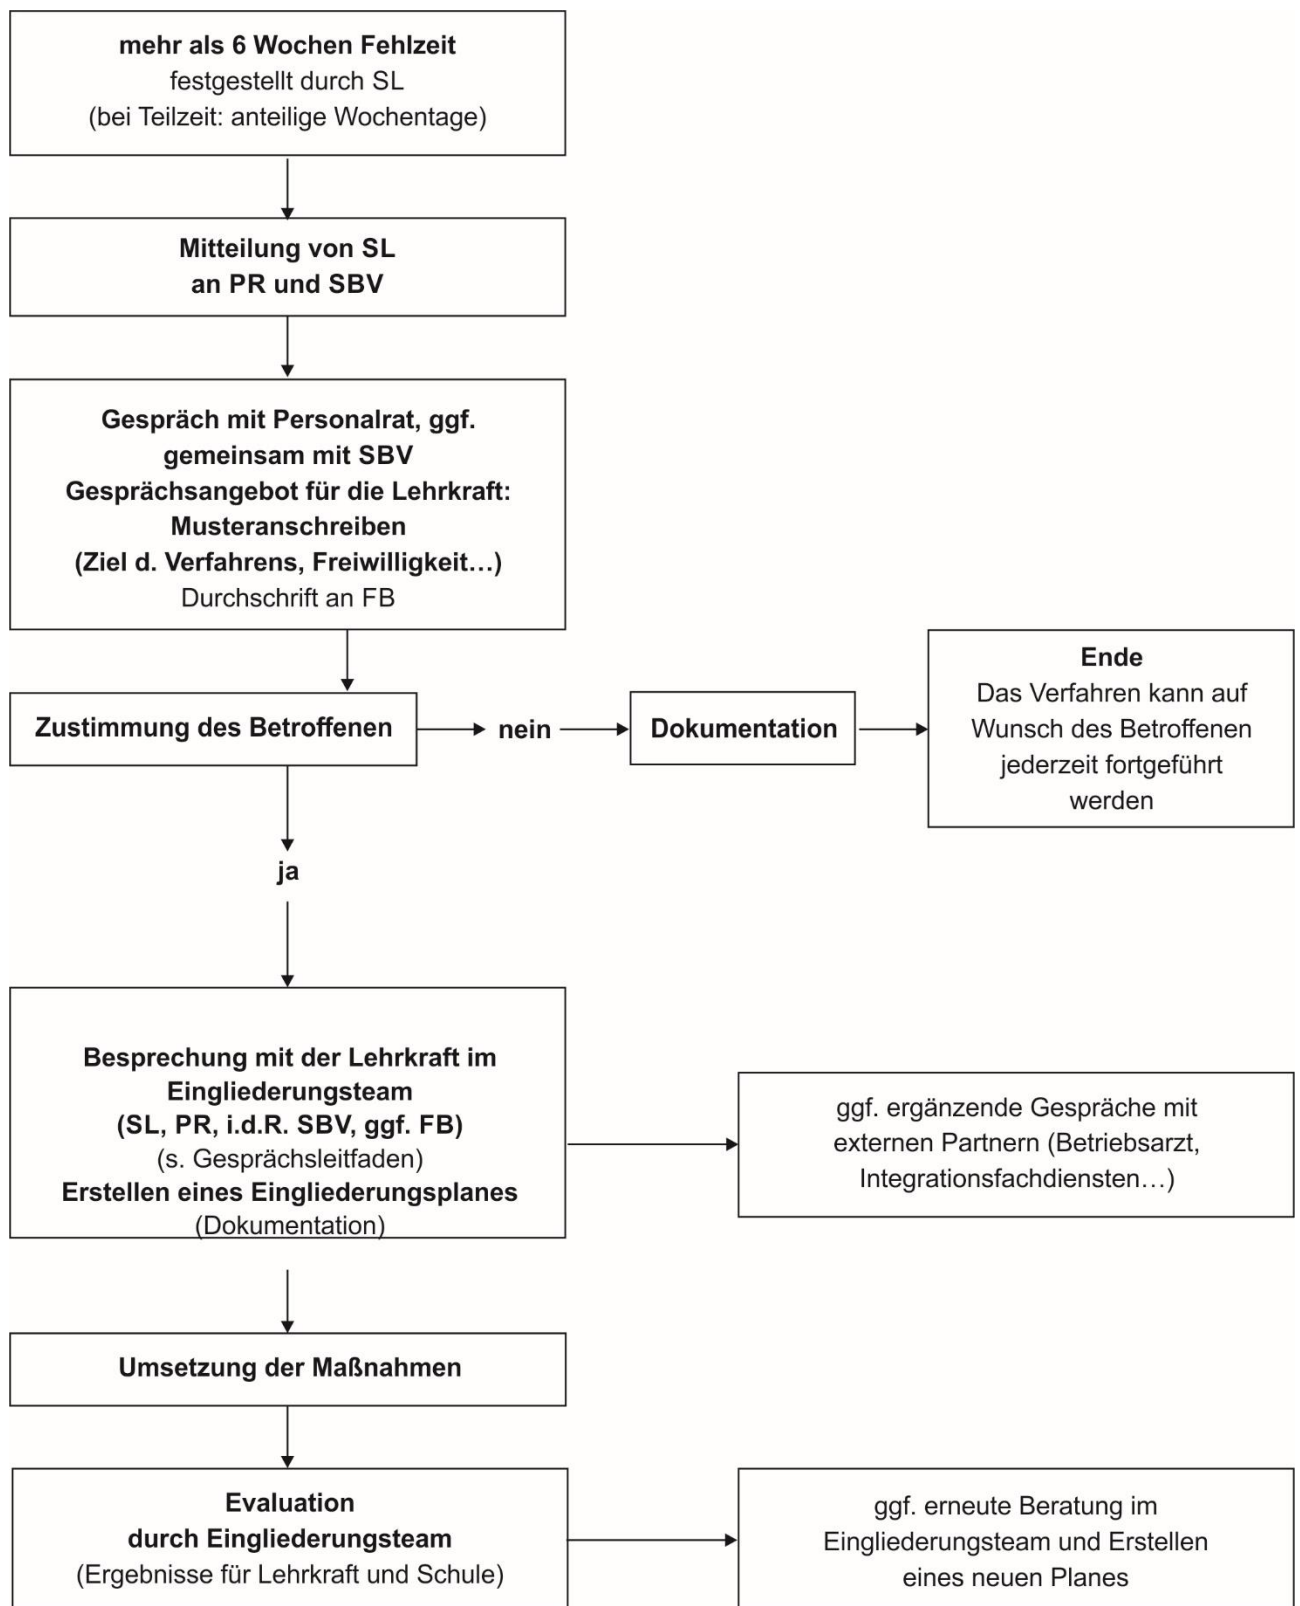 mehr als 6 Wochen Fehlzeit
festgestellt durch SL
(bei Teilzeit: anteilige Wochentage)
Mitteilung von SL
an PR und SBV
Gespräch mit Personalrat, ggf.
gemeinsam mit SBV
Gesprächsangebot für die Lehrkraft:
Musteranschreiben
(Ziel d. Verfahrens, Freiwilligkeit…)
Durchschrift an FB
Zustimmung des Betroffenen
nein
Dokumentation
Ende
Das Verfahren kann auf
Wunsch des Betroffenen
jederzeit fortgeführt
werden
ja
Besprechung mit der Lehrkraft im
Eingliederungsteam
(SL, PR, i.d.R. SBV, ggf. FB)
(s. Gesprächsleitfaden)
Erstellen eines Eingliederungsplanes
(Dokumentation)
ggf. ergänzende Gespräche mit
externen Partnern (Betriebsarzt,
Integrationsfachdiensten…)
Umsetzung der Maßnahmen
Evaluation
durch Eingliederungsteam
(Ergebnisse für Lehrkraft und Schule)
ggf. erneute Beratung im
Eingliederungsteam und Erstellen
eines neuen Planes